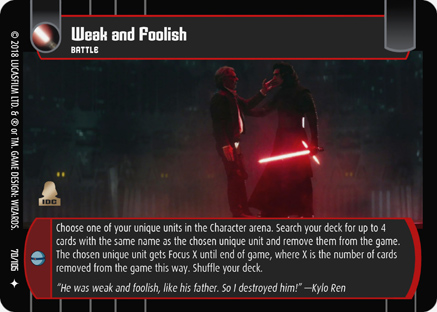 Weak and Foolish
BATTLE
© 2018 LUCASFILM LTD. & ® or TM. GAME DESIGN: WIZARDS.
70/105
IDC
Choose one of your unique units in the Character arena. Search your deck for up to 4
cards with the same name as the chosen unique unit and remove them from the game.
The chosen unique unit gets Focus X until end of game, where X is the number of cards
removed from the game this way. Shuffle your deck.
"He was weak and foolish, like his father. So I destroyed him!" —Kylo Ren